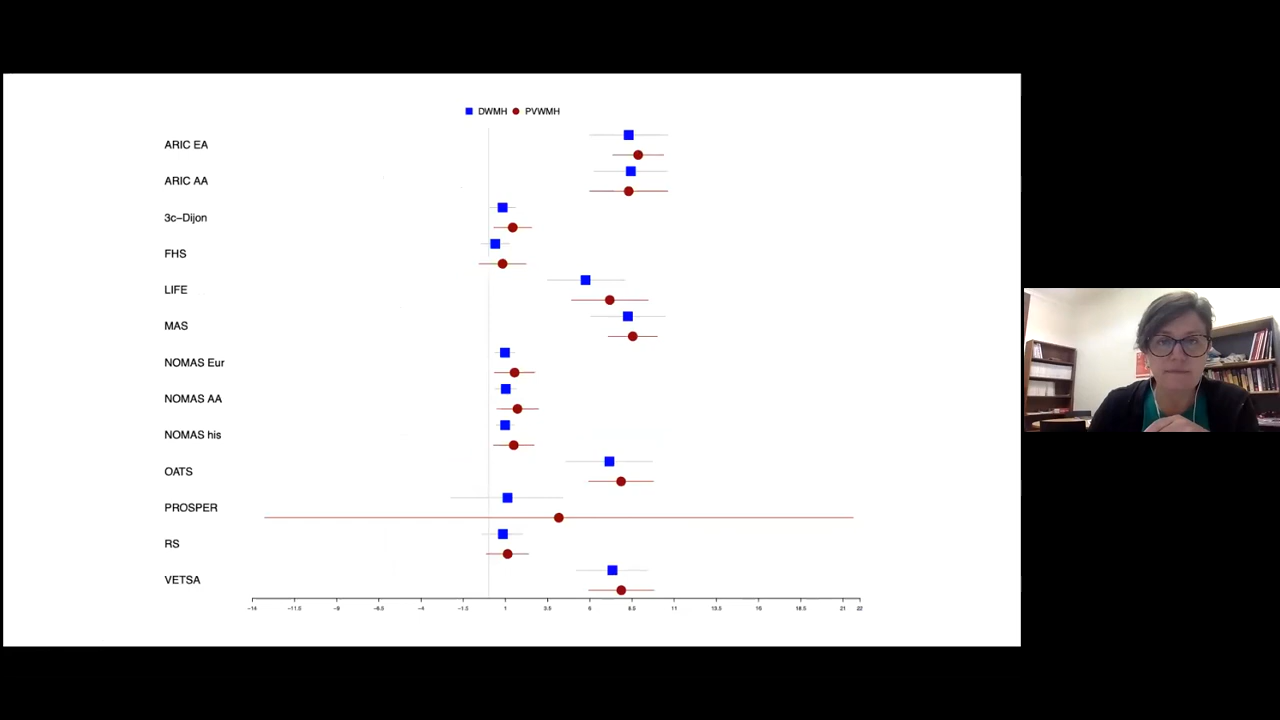 DWMH PVWMH
ARIC EA
ARIC AA
3c−Dijon
FHS
LIFE
MAS
NOMAS Eur
NOMAS AA
NOMAS his
OATS
PROSPER
RS
VETSA
−14 −11.5 −9 −6.5 −4 −1.5 1 3.5 6 8.5 11 13.5 16 18.5 21 22